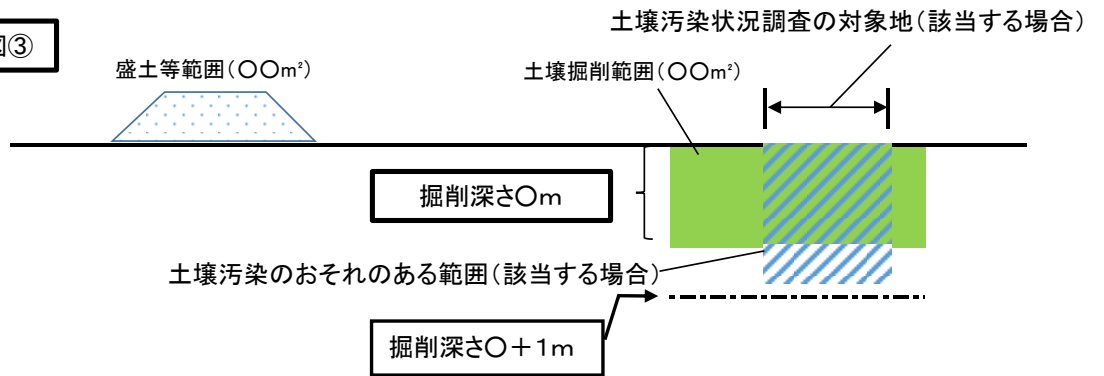 図③
土壌汚染状況調査の対象地(該当する場合)
盛土等範囲(〇〇㎡)
土壌掘削範囲(〇〇㎡)
掘削深さ〇m
土壌汚染のおそれのある範囲(該当する場合)
掘削深さ〇+1m